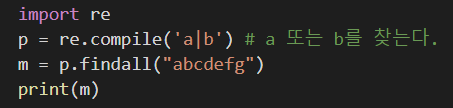 import re
p = re.compile('a|b') # a 또는 b를 찾는다.
m = p.findall("abcdefg")
print(m)